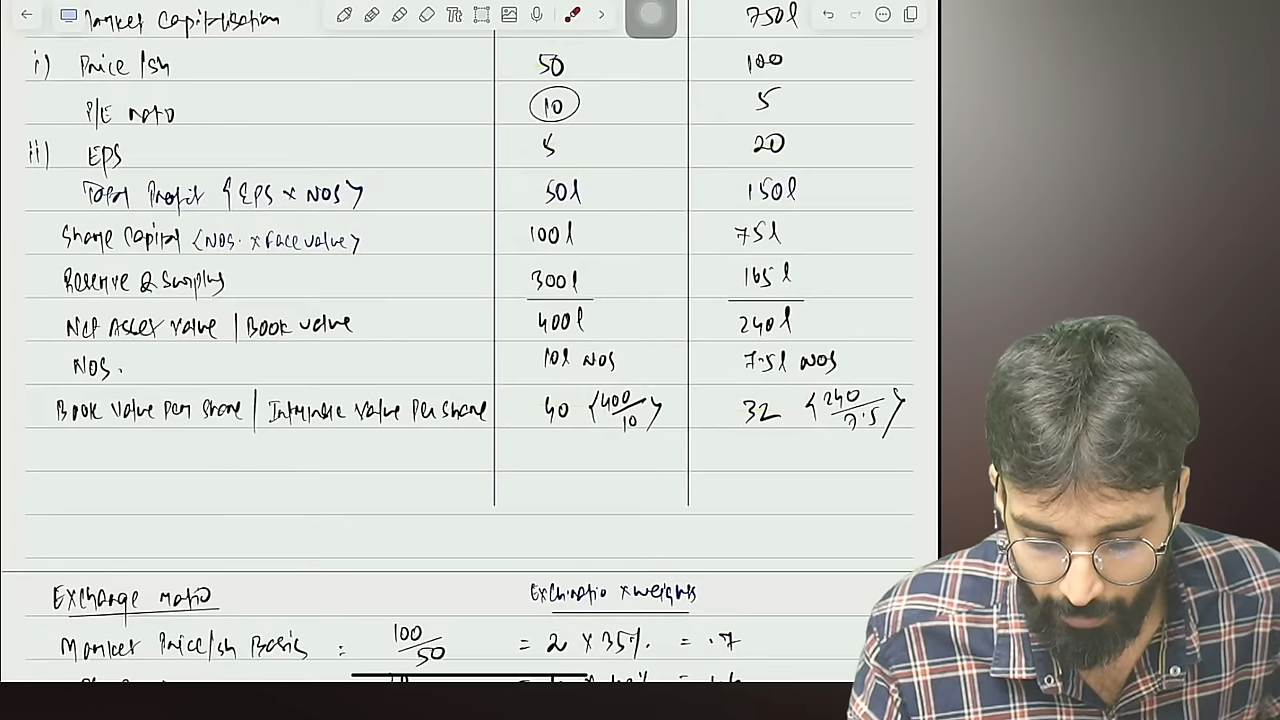 Market Capitalisation 750l
i) Price /sh 50 100
P/E ratio 10 5
ii) EPS 5 20
Total Profit {EPS × NOS} 50l 150l
Share Capital <NOS. × Face value> 100l 75l
Reserve & Surplus 300l 165l
Net Asset value | Book value 400l 240l
NOS. 10l NOS 7.5l NOS
Book Value Per Share | Intrinsic value Per share 40 {400/10} 32 {240/7.5}
Exchange ratio Exch. ratio × weights
Market Price/sh Basis : 100/50 = 2 × 35% = .7